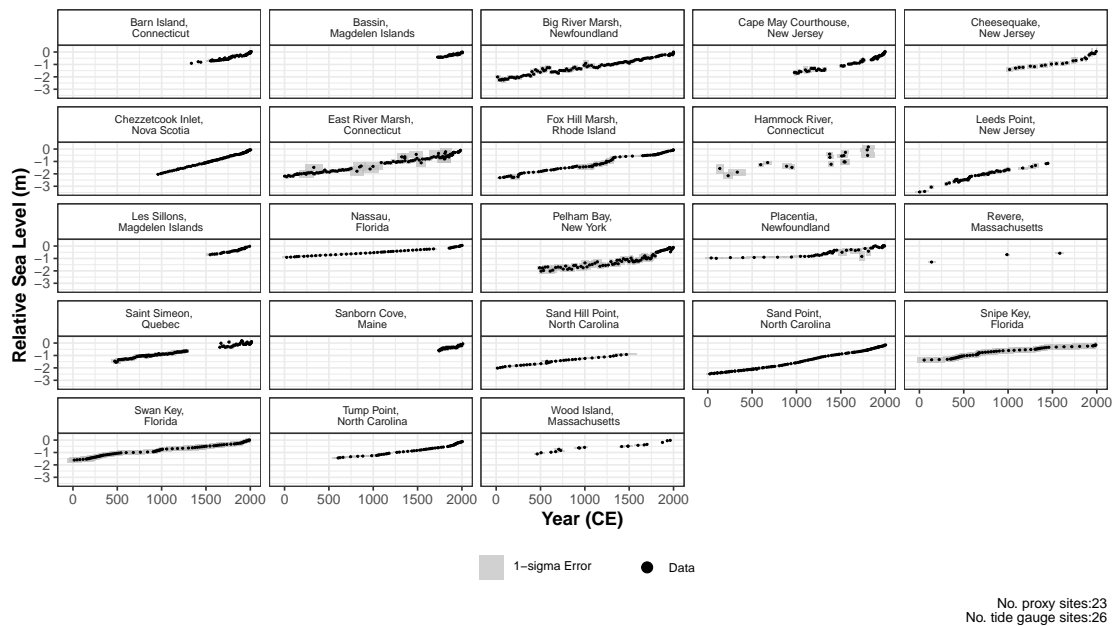 Barn Island,
Connecticut
Bassin,
Magdelen Islands
Big River Marsh,
Newfoundland
Cape May Courthouse,
New Jersey
Cheesequake,
New Jersey
0
−1
−2
−3
Chezzetcook Inlet,
Nova Scotia
East River Marsh,
Connecticut
Fox Hill Marsh,
Rhode Island
Hammock River,
Connecticut
Leeds Point,
New Jersey
0
−1
−2
−3
Les Sillons,
Magdelen Islands
Nassau,
Florida
Pelham Bay,
New York
Placentia,
Newfoundland
Revere,
Massachusetts
0
−1
−2
−3
Relative Sea Level (m)
Saint Simeon,
Quebec
Sanborn Cove,
Maine
Sand Hill Point,
North Carolina
Sand Point,
North Carolina
Snipe Key,
Florida
0
−1
−2
−3
0 500 1000 1500 2000 0 500 1000 1500 2000
Swan Key,
Florida
Tump Point,
North Carolina
Wood Island,
Massachusetts
0
−1
−2
−3
0 500 1000 1500 2000 0 500 1000 1500 2000 0 500 1000 1500 2000
Year (CE)
1−sigma Error Data
No. proxy sites:23
No. tide gauge sites:26